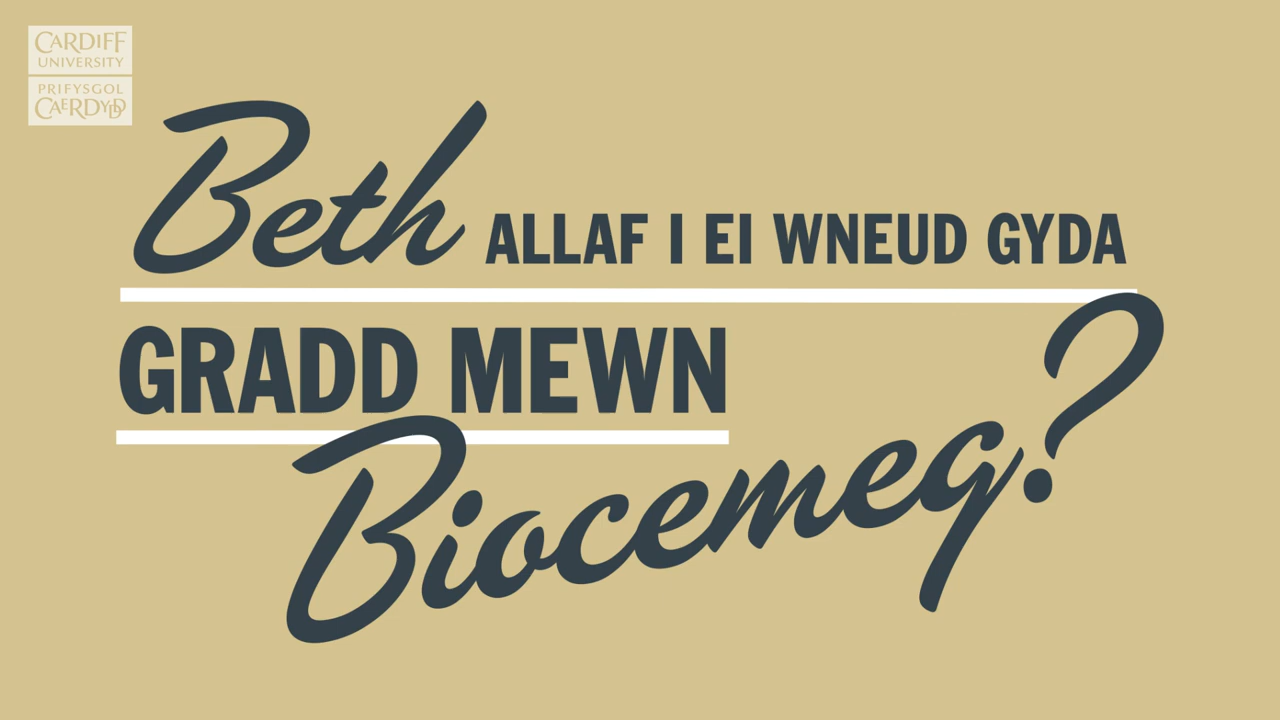 CARDIFF
UNIVERSITY
PRIFYSGOL
CAERDYDD
Beth ALLAF I EI WNEUD GYDA
GRADD MEWN
Biocemeg?